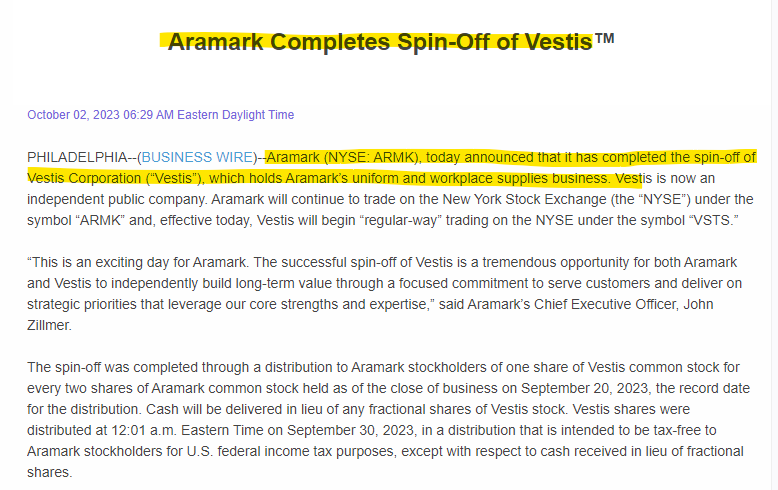 Aramark Completes Spin-Off of Vestis™
October 02, 2023 06:29 AM Eastern Daylight Time
PHILADELPHIA--(BUSINESS WIRE)--Aramark (NYSE: ARMK), today announced that it has completed the spin-off of
Vestis Corporation (“Vestis”), which holds Aramark’s uniform and workplace supplies business. Vestis is now an
independent public company. Aramark will continue to trade on the New York Stock Exchange (the “NYSE”) under the
symbol “ARMK” and, effective today, Vestis will begin “regular-way” trading on the NYSE under the symbol “VSTS.”
“This is an exciting day for Aramark. The successful spin-off of Vestis is a tremendous opportunity for both Aramark
and Vestis to independently build long-term value through a focused commitment to serve customers and deliver on
strategic priorities that leverage our core strengths and expertise,” said Aramark’s Chief Executive Officer, John
Zillmer.
The spin-off was completed through a distribution to Aramark stockholders of one share of Vestis common stock for
every two shares of Aramark common stock held as of the close of business on September 20, 2023, the record date
for the distribution. Cash will be delivered in lieu of any fractional shares of Vestis stock. Vestis shares were
distributed at 12:01 a.m. Eastern Time on September 30, 2023, in a distribution that is intended to be tax-free to
Aramark stockholders for U.S. federal income tax purposes, except with respect to cash received in lieu of fractional
shares.